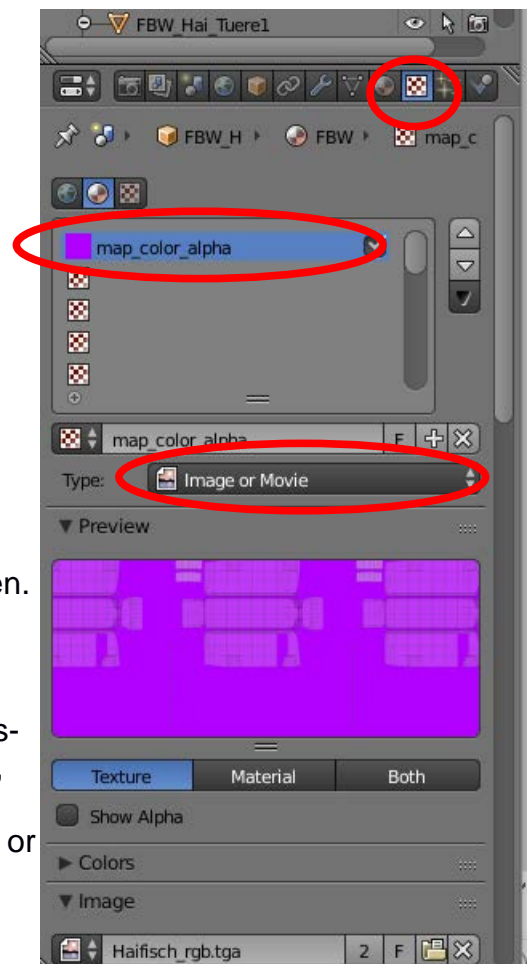 FBW_Hai_Tuere1
FBW_H FBW map_c
map_color_alpha
map_color_alpha F
Type: Image or Movie
Preview
en.
s-
Texture Material Both
,
Show Alpha
or
Colors
Image
Haifisch_rgb.tga 2 F